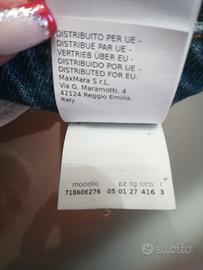 DISTRIBUITO PER UE -
DISTRIBUÉ PAR UE -
VERTRIEB ÜBER EU -
DISTRIBUIDO POR UE -
DISTRIBUTED FOR EU:
MaxMara S.r.l.
Via G. Maramotti, 4
42124 Reggio Emilia.
Italy
modello pz tg lotto r
718608276 05 01 27 416 3
subito